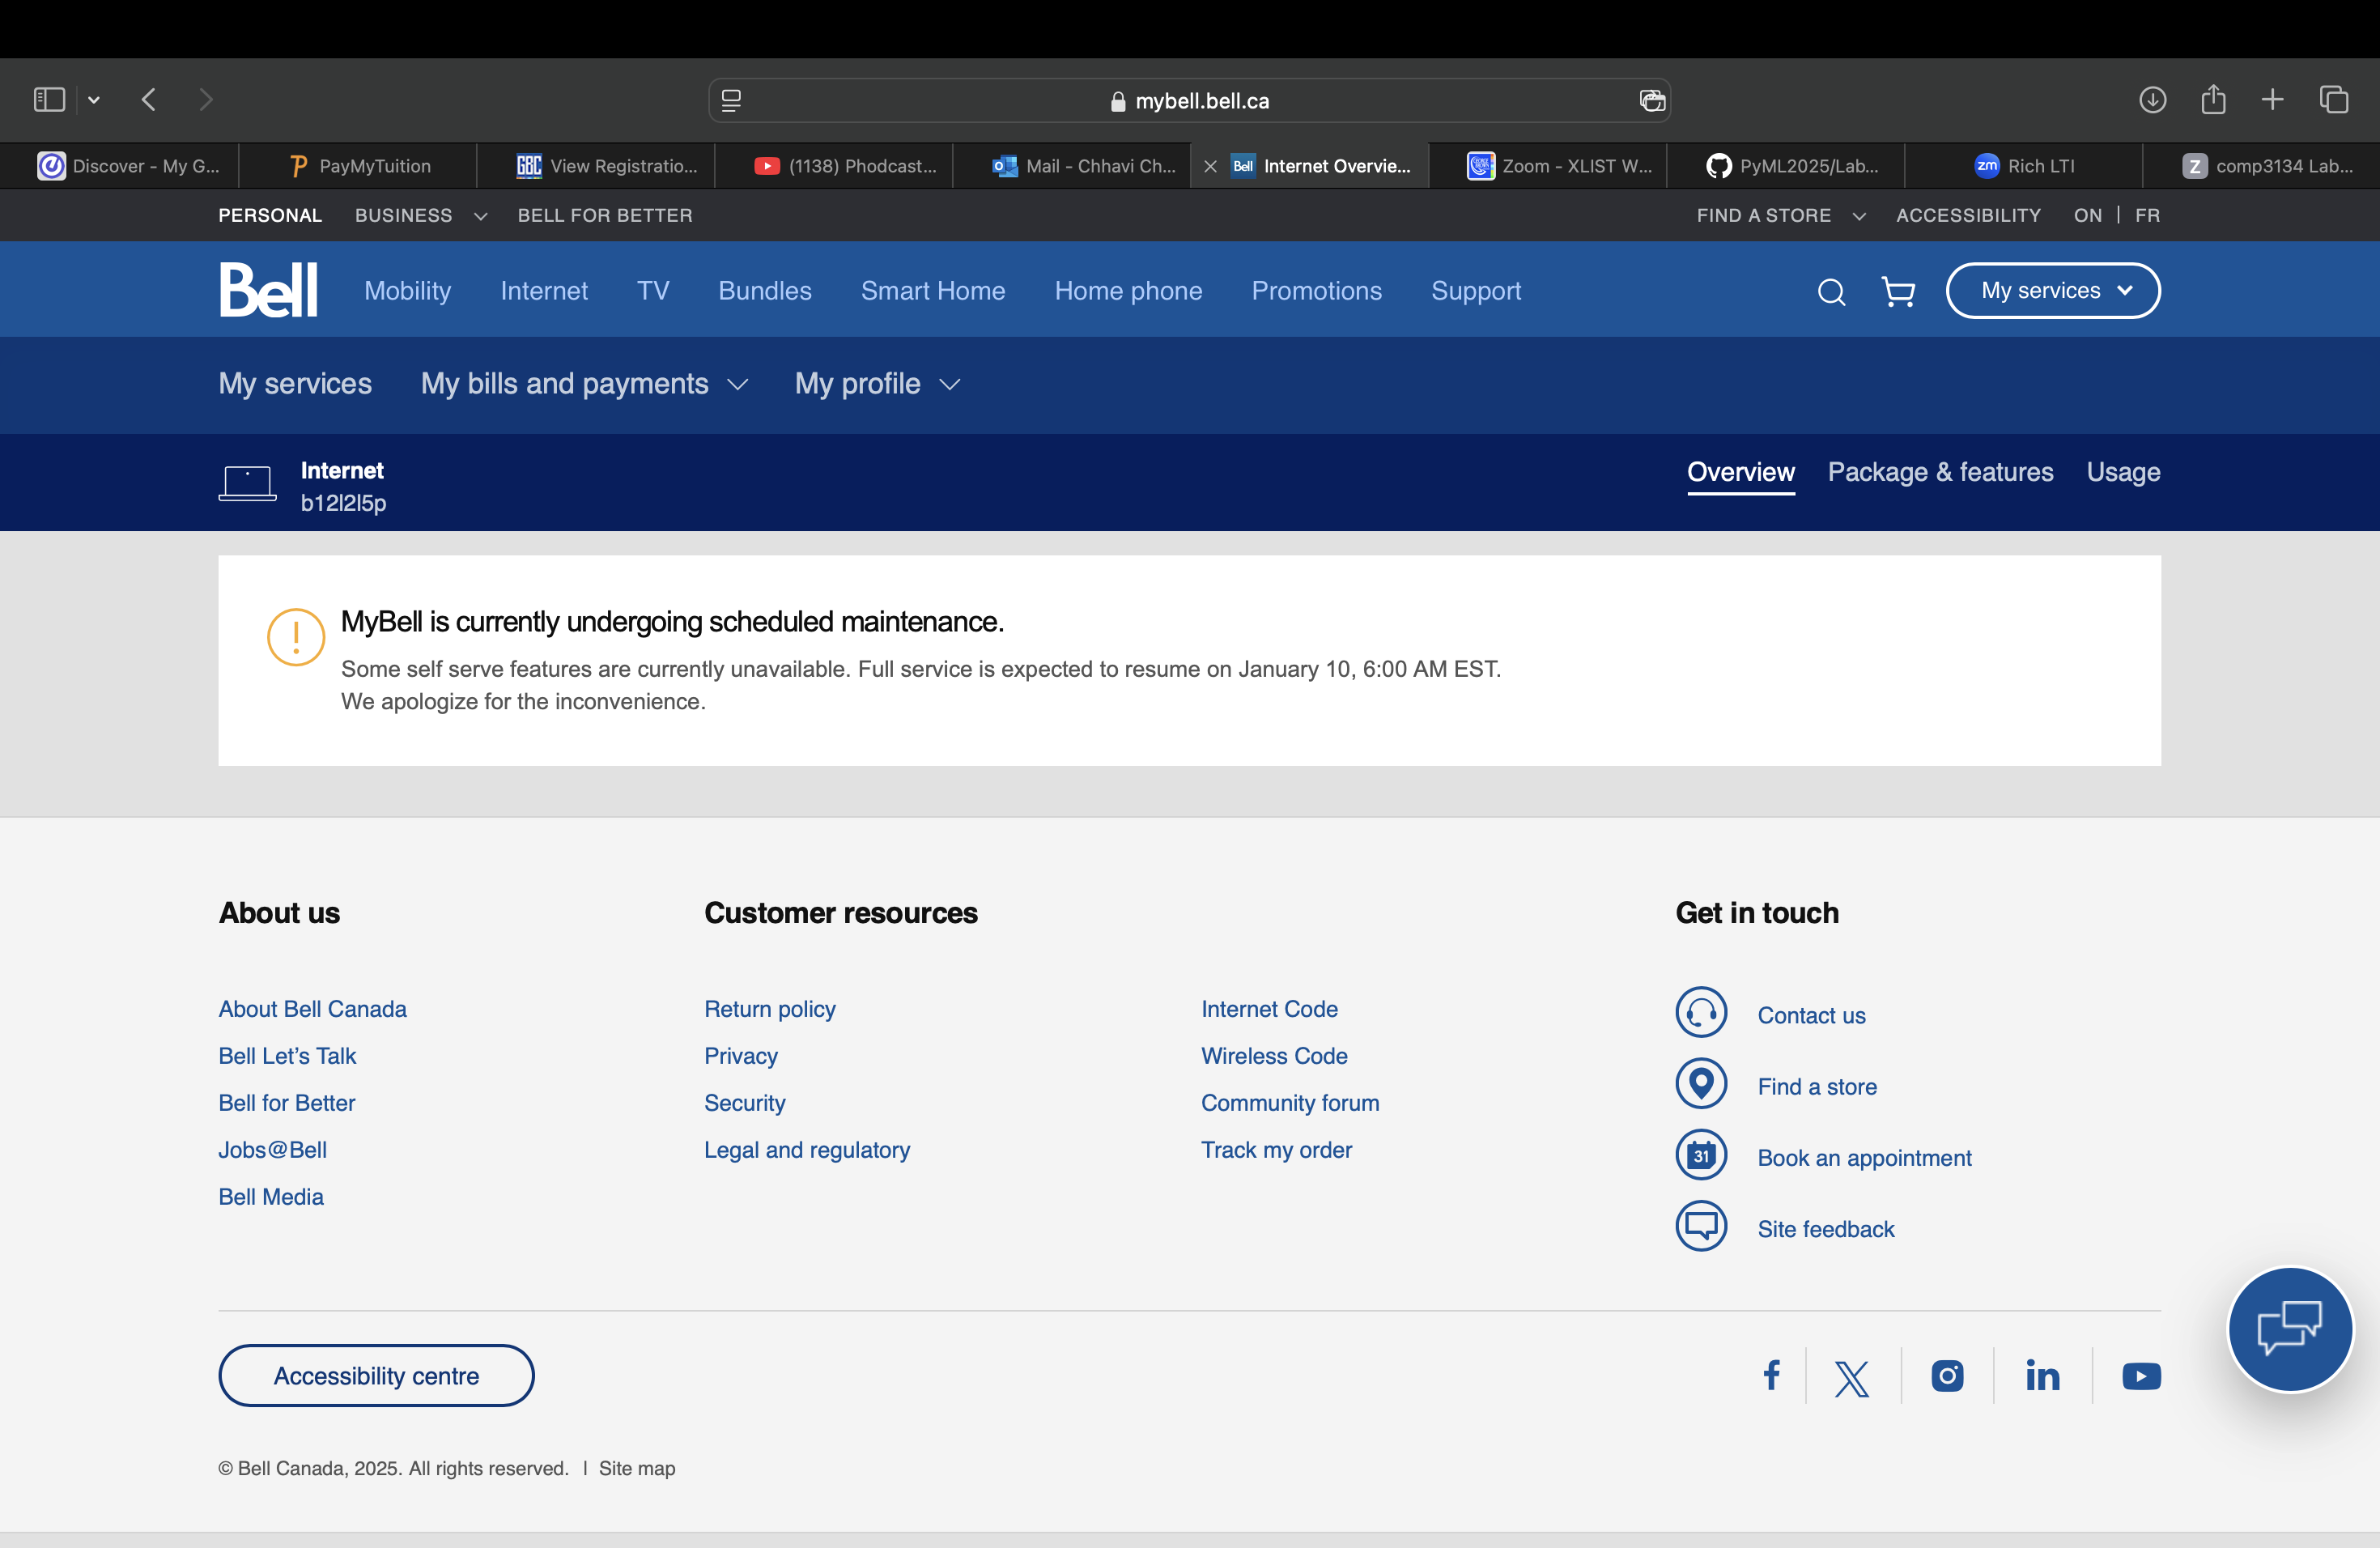 mybell.bell.ca
Discover - My G...
PayMyTuition
GBC View Registratio...
(1138) Phodcast...
Mail - Chhavi Ch...
Bell Internet Overvie...
Zoom - XLIST W...
PyML2025/Lab...
zm Rich LTI
Z comp3134 Lab...
PERSONAL BUSINESS BELL FOR BETTER FIND A STORE ACCESSIBILITY ON | FR
Bell Mobility Internet TV Bundles Smart Home Home phone Promotions Support My services
My services My bills and payments My profile
Internet
b12l2l5p
Overview Package & features Usage
MyBell is currently undergoing scheduled maintenance.
Some self serve features are currently unavailable. Full service is expected to resume on January 10, 6:00 AM EST.
We apologize for the inconvenience.
About us
About Bell Canada
Bell Let’s Talk
Bell for Better
Jobs@Bell
Bell Media
Customer resources
Return policy
Privacy
Security
Legal and regulatory
Internet Code
Wireless Code
Community forum
Track my order
Get in touch
Contact us
Find a store
31 Book an appointment
Site feedback
Accessibility centre
© Bell Canada, 2025. All rights reserved. | Site map